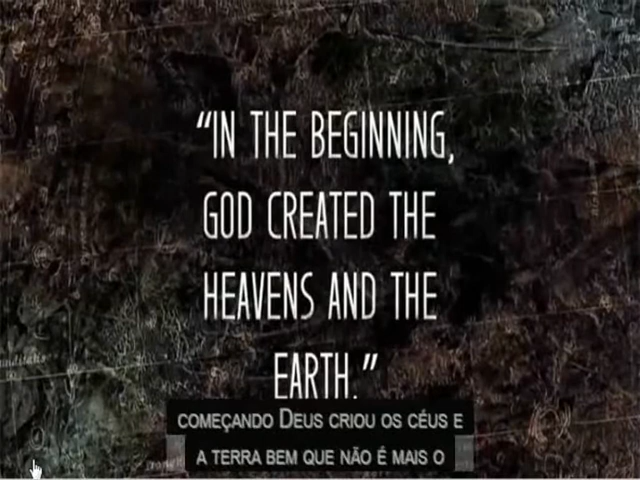 “IN THE BEGINNING,
GOD CREATED THE
HEAVENS AND THE
EARTH.”
COMEÇANDO DEUS CRIOU OS CÉUS E
A TERRA BEM QUE NÃO É MAIS O